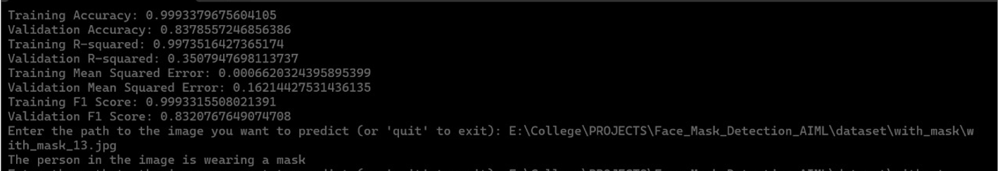 Training Accuracy: 0.9993379675604105
Validation Accuracy: 0.8378557246856386
Training R-squared: 0.9973516427365174
Validation R-squared: 0.3507947698113737
Training Mean Squared Error: 0.0006620324395895399
Validation Mean Squared Error: 0.16214427531436135
Training F1 Score: 0.9993315508021391
Validation F1 Score: 0.8320767649074708
Enter the path to the image you want to predict (or 'quit' to exit): E:\College\PROJECTS\Face_Mask_Detection_AIML\dataset\with_mask\w
ith_mask_13.jpg
The person in the image is wearing a mask